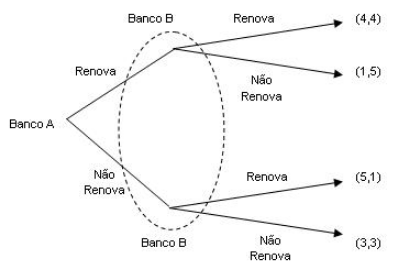 Banco B
Renova
(4,4)
Renova
Não
Renova
(1,5)
Banco A
Não
Renova
Renova
(5,1)
Banco B
Não
Renova
(3,3)